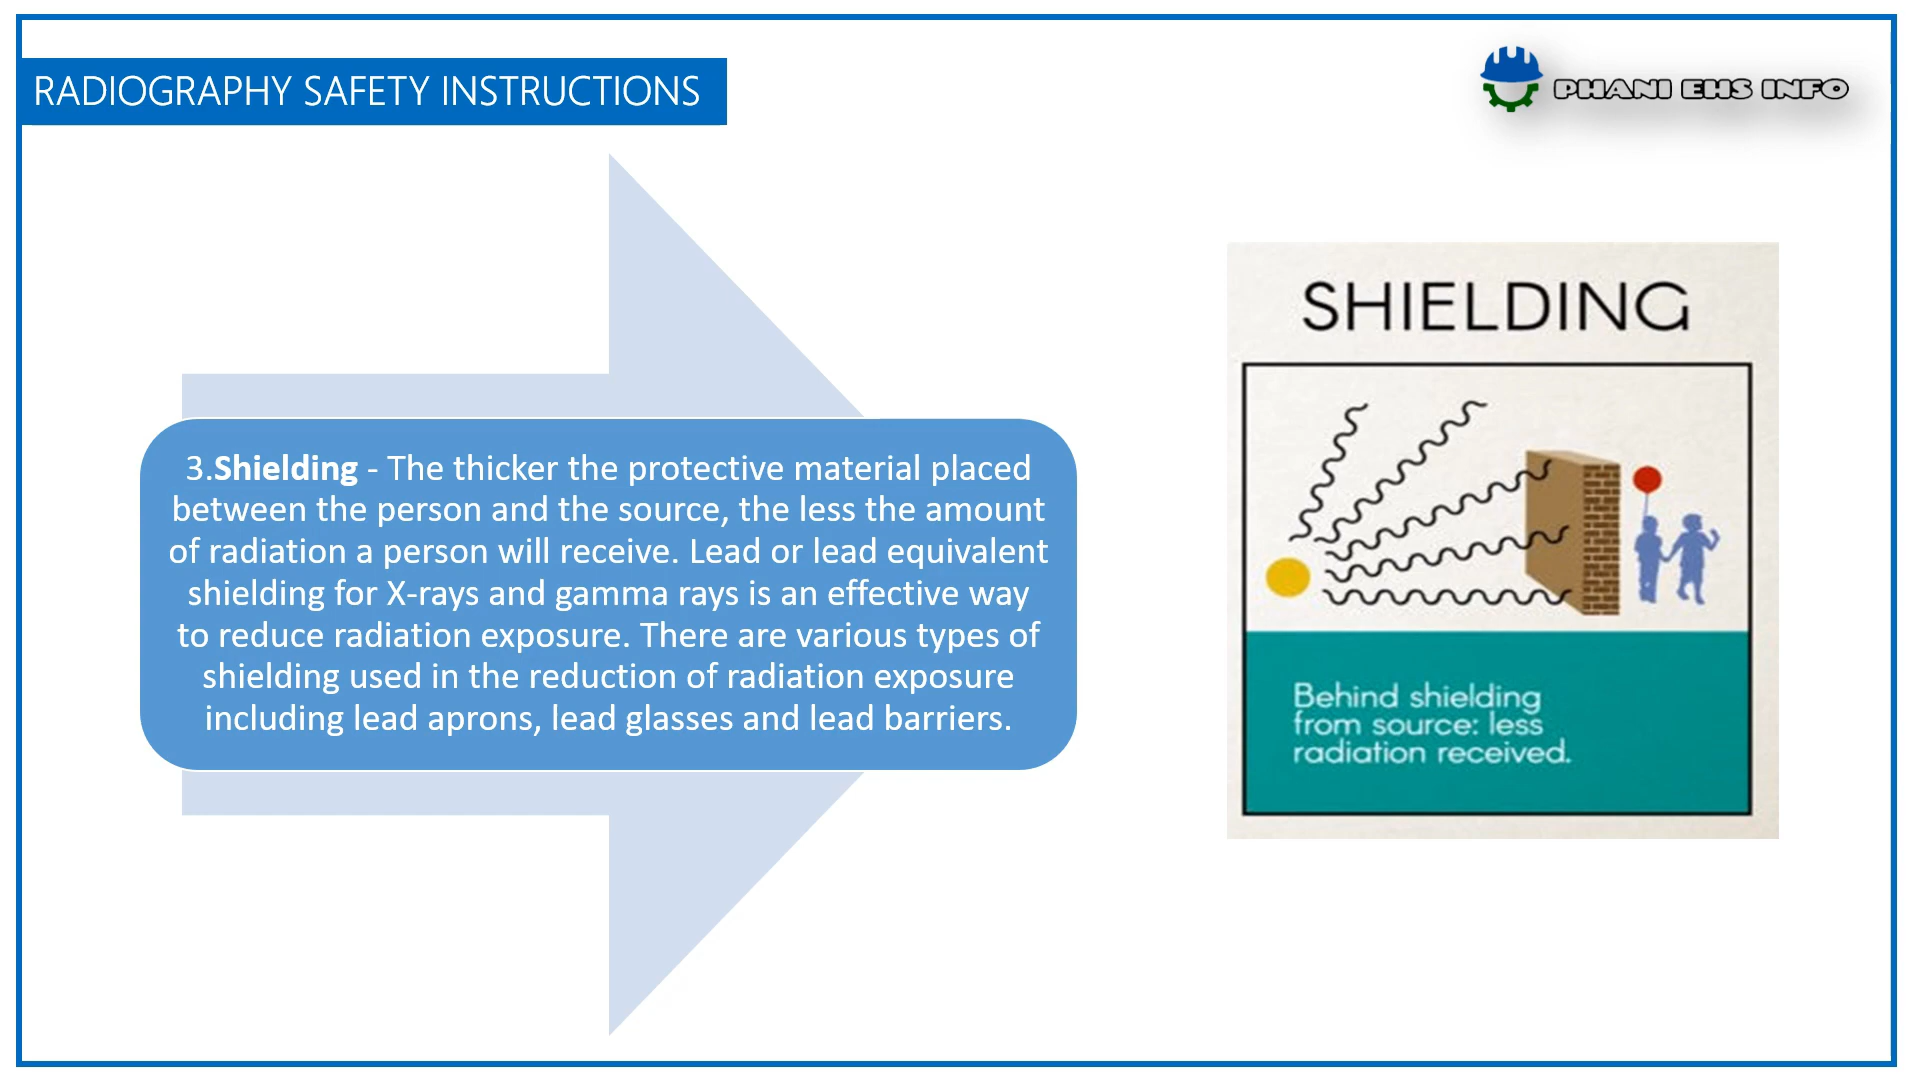 RADIOGRAPHY SAFETY INSTRUCTIONS
PHANI EHS INFO
3.Shielding - The thicker the protective material placed
between the person and the source, the less the amount
of radiation a person will receive. Lead or lead equivalent
shielding for X-rays and gamma rays is an effective way
to reduce radiation exposure. There are various types of
shielding used in the reduction of radiation exposure
including lead aprons, lead glasses and lead barriers.
SHIELDING
Behind shielding
from source: less
radiation received.